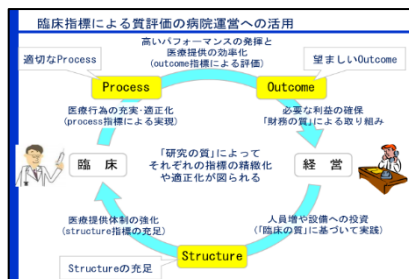 臨床指標による質評価の病院運営への活用
高いパフォーマンスの発揮と
医療提供の効率化
(outcome指標による評価)
適切なProcess
望ましいOutcome
Process
Outcome
医療行為の充実・適正化
(process指標による実現)
必要な利益の確保
「財務の質」による取り組み
臨 床
「研究の質」によって
それぞれの指標の精緻化
や適正化が図られる
経 営
医療提供体制の強化
(structure指標の充足)
人員増や設備への投資
(「臨床の質」に基づいて実践)
Structure
Structureの充足